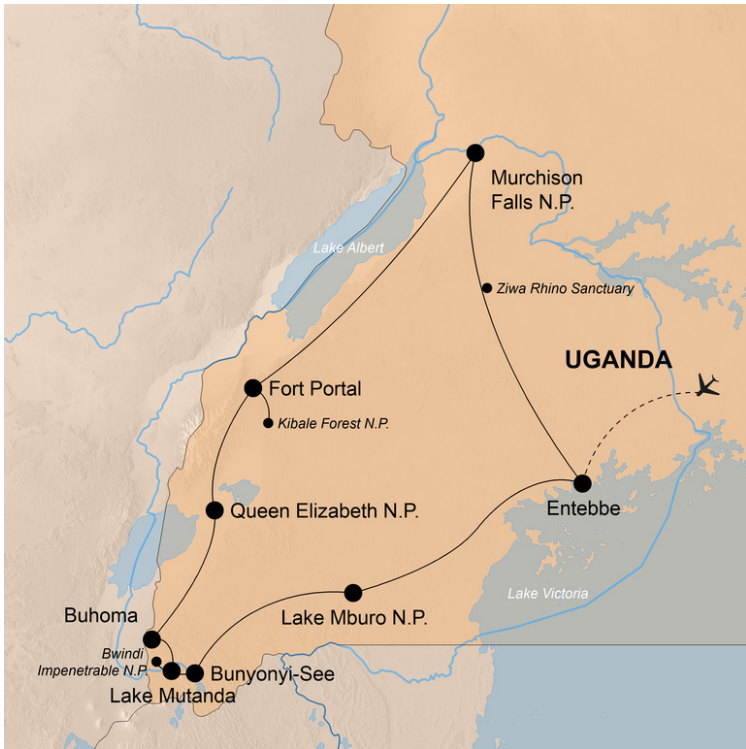 Murchison
Falls N.P.
Lake Albert
Ziwa Rhino Sanctuary
UGANDA
Fort Portal
Kibale Forest N.P.
Queen Elizabeth N.P.
Entebbe
Lake Victoria
Lake Mburo N.P.
Buhoma
Bwindi
Impenetrable N.P.
Bunyonyi-See
Lake Mutanda